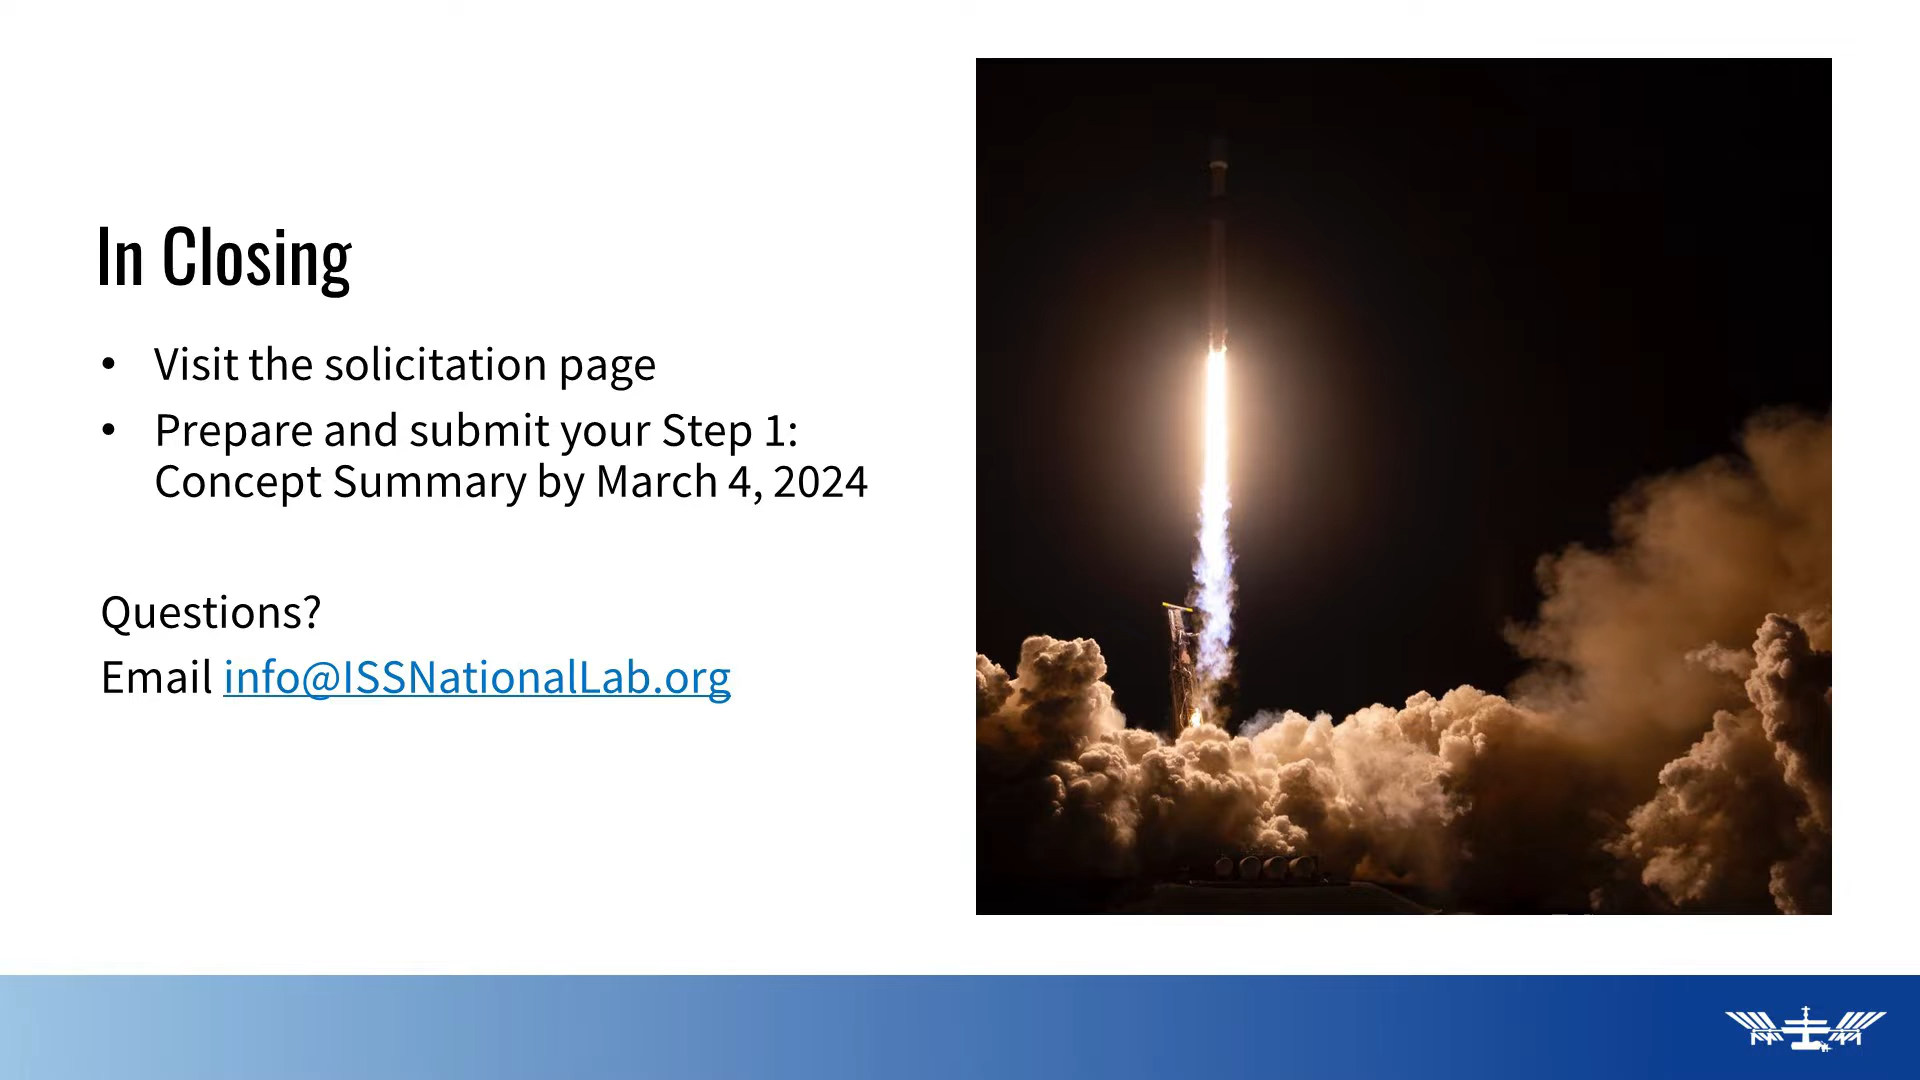 In Closing
• Visit the solicitation page
• Prepare and submit your Step 1:
Concept Summary by March 4, 2024
Questions?
Email info@ISSNationalLab.org